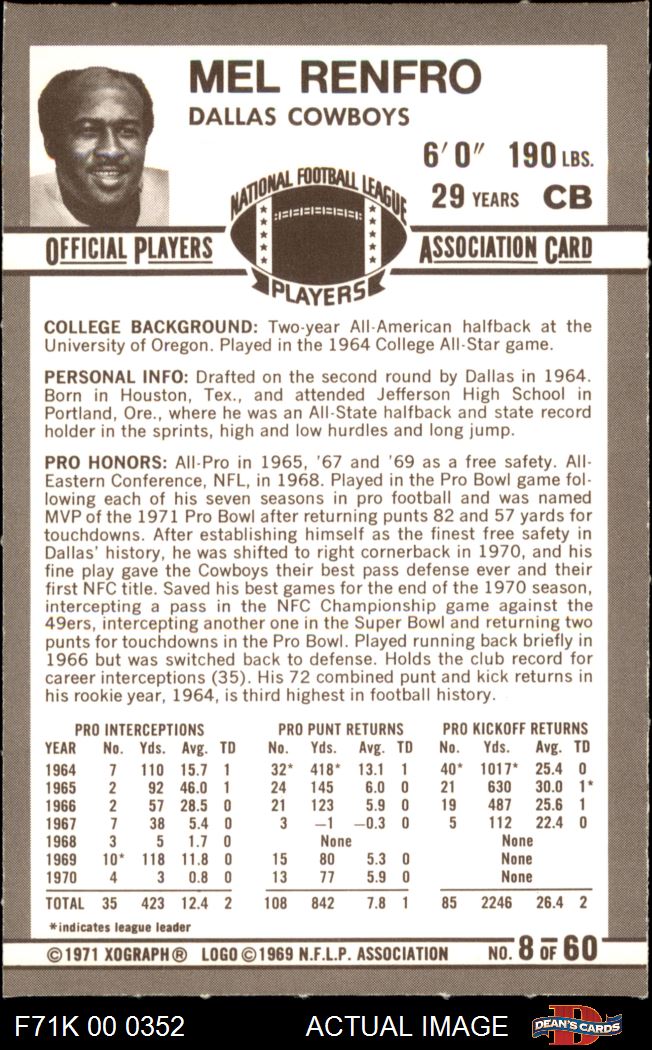 MEL RENFRO
DALLAS COWBOYS
6' 0" 190 LBS.
29 YEARS CB
NATIONAL FOOTBALL LEAGUE
OFFICIAL PLAYERS ASSOCIATION CARD
PLAYERS
COLLEGE BACKGROUND: Two-year All-American halfback at the
University of Oregon. Played in the 1964 College All-Star game.
PERSONAL INFO: Drafted on the second round by Dallas in 1964.
Born in Houston, Tex., and attended Jefferson High School in
Portland, Ore., where he was an All-State halfback and state record
holder in the sprints, high and low hurdles and long jump.
PRO HONORS: All-Pro in 1965, '67 and '69 as a free safety. All-
Eastern Conference, NFL, in 1968. Played in the Pro Bowl game fol-
lowing each of his seven seasons in pro football and was named
MVP of the 1971 Pro Bowl after returning punts 82 and 57 yards for
touchdowns. After establishing himself as the finest free safety in
Dallas' history, he was shifted to right cornerback in 1970, and his
fine play gave the Cowboys their best pass defense ever and their
first NFC title. Saved his best games for the end of the 1970 season,
intercepting a pass in the NFC Championship game against the
49ers, intercepting another one in the Super Bowl and returning two
punts for touchdowns in the Pro Bowl. Played running back briefly in
1966 but was switched back to defense. Holds the club record for
career interceptions (35). His 72 combined punt and kick returns in
his rookie year, 1964, is third highest in football history.
PRO INTERCEPTIONS PRO PUNT RETURNS PRO KICKOFF RETURNS
YEAR No. Yds. Avg. TD No. Yds. Avg. TD No. Yds. Avg. TD
1964 7 110 15.7 1 32* 418* 13.1 1 40* 1017* 25.4 0
1965 2 92 46.0 1 24 145 6.0 0 21 630 30.0 1*
1966 2 57 28.5 0 21 123 5.9 0 19 487 25.6 1
1967 7 38 5.4 0 3 –1 –0.3 0 5 112 22.4 0
1968 3 5 1.7 0 None None
1969 10* 118 11.8 0 15 80 5.3 0 None
1970 4 3 0.8 0 13 77 5.9 0 None
TOTAL 35 423 12.4 2 108 842 7.8 1 85 2246 26.4 2
*indicates league leader
©1971 XOGRAPH® LOGO ©1969 N.F.L.P. ASSOCIATION NO. 8 OF 60
F71K 00 0352 ACTUAL IMAGE DEAN'S CARDS